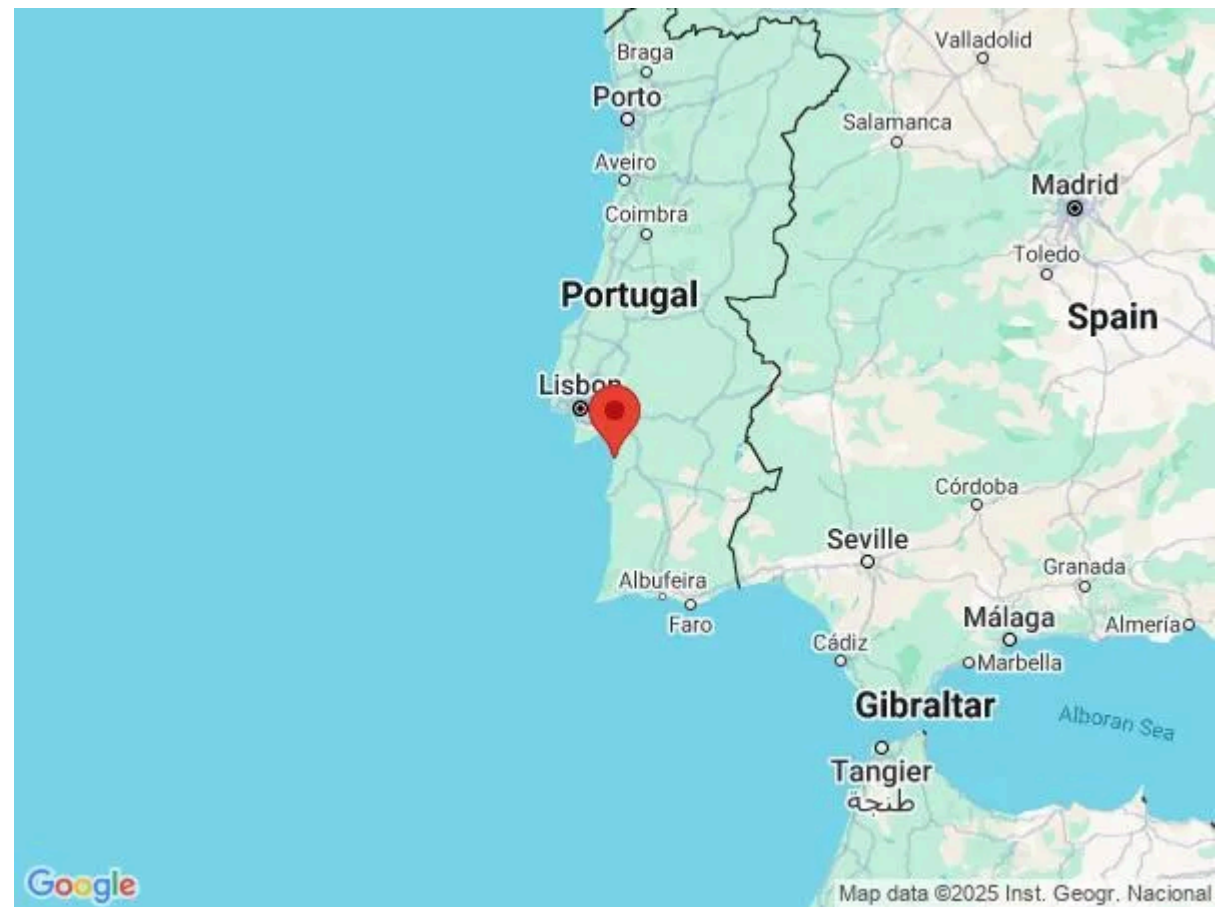 Braga
Valladolid
Porto
Salamanca
Aveiro
Madrid
Coimbra
Toledo
Portugal
Spain
Lisbon
Córdoba
Seville
Albufeira
Granada
Faro
Málaga
Almería
Cádiz
Marbella
Gibraltar
Alboran Sea
Tangier
طنجة
Google
Map data ©2025 Inst. Geogr. Nacional